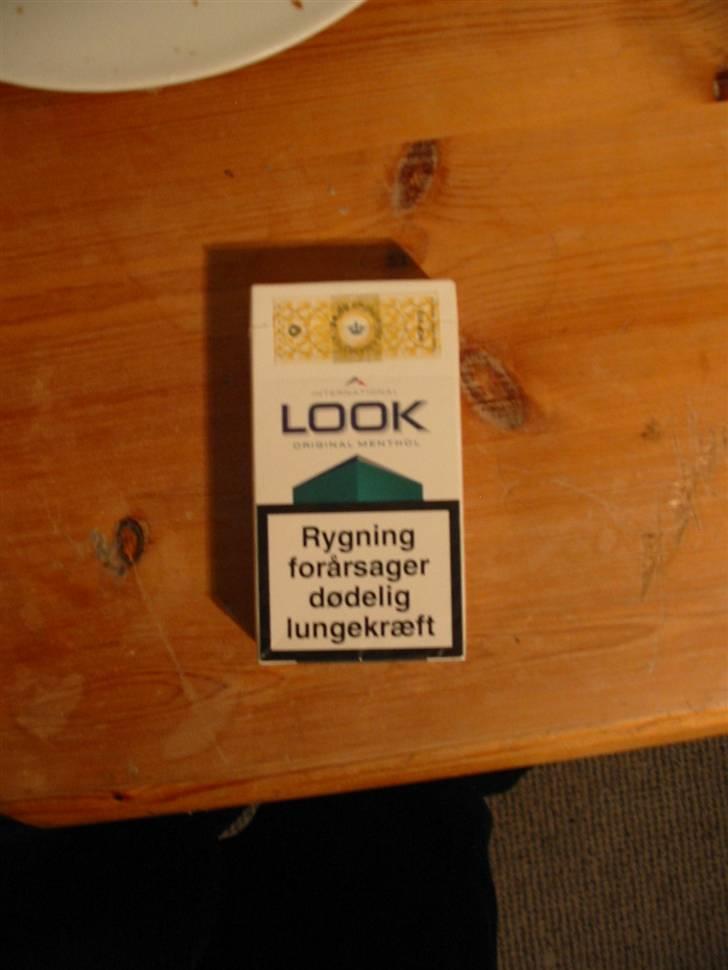 INTERNATIONAL
LOOK
ORIGINAL MENTHOL
Rygning
forårsager
dødelig
lungekræft